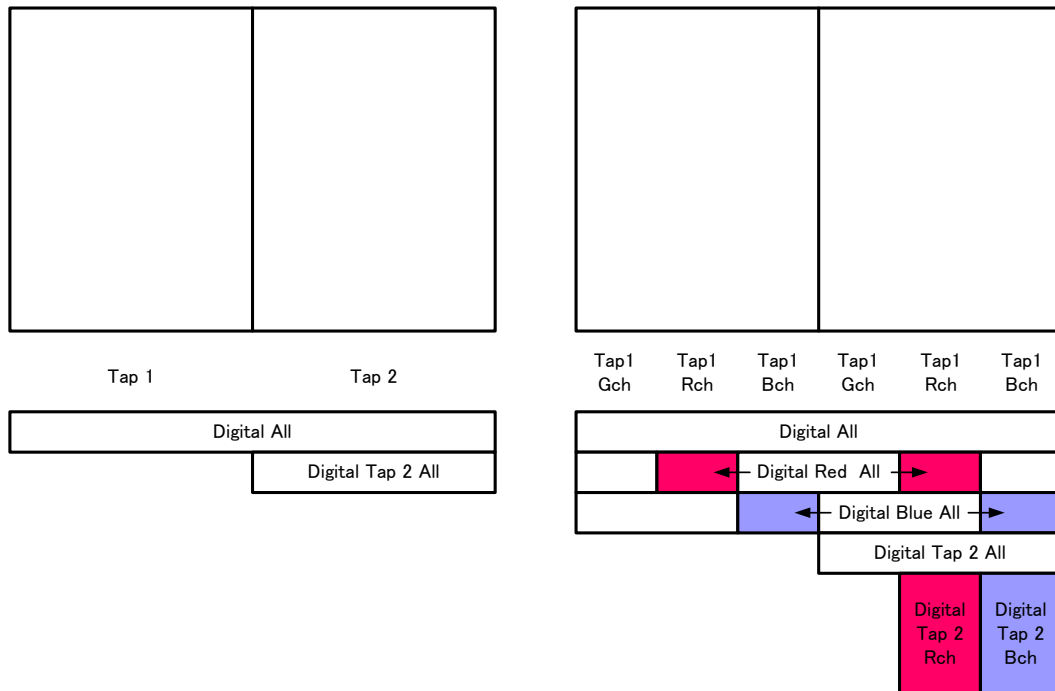 Tap 1
Tap 2
Digital All
Digital Tap 2 All
Tap1
Gch
Tap1
Rch
Tap1
Bch
Tap1
Gch
Tap1
Rch
Tap1
Bch
Digital All
Digital Red All
Digital Blue All
Digital Tap 2 All
Digital
Tap 2
Rch
Digital
Tap 2
Bch